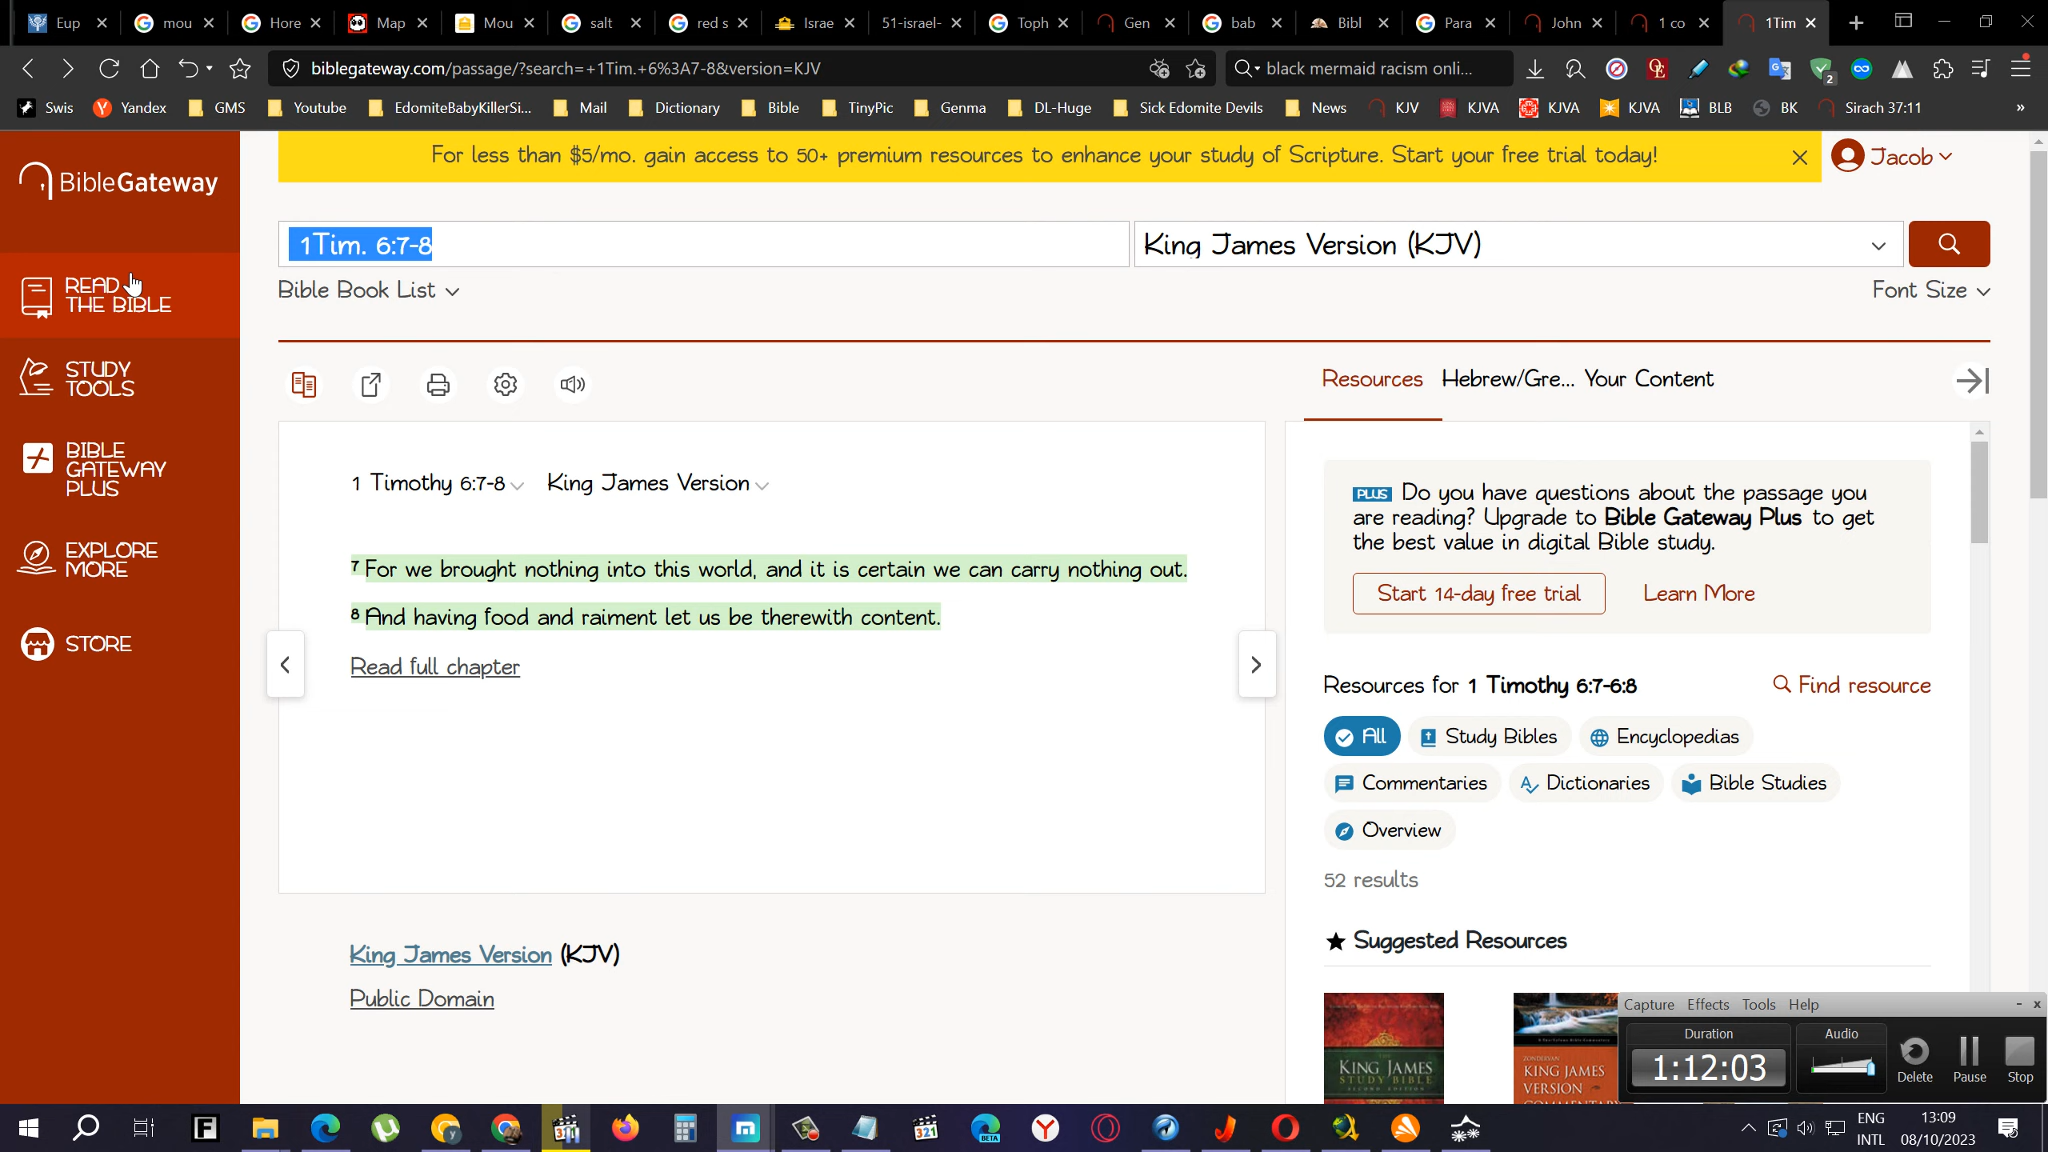 Eup
mou
Hore
Map
Mou
salt
red s
Israe
51-israel-
Toph
Gen
bab
Bibl
Para
John
1 co
1Tim
biblegateway.com/passage/?search=+1Tim.+6%3A7-8&version=KJV
black mermaid racism onli...
2
Swis
Yandex
GMS
Youtube
EdomiteBabyKillerSi...
Mail
Dictionary
Bible
TinyPic
Genma
DL-Huge
Sick Edomite Devils
News
KJV
KJVA
KJVA
KJVA
BLB
BK
Sirach 37:11
»
For less than $5/mo. gain access to 50+ premium resources to enhance your study of Scripture. Start your free trial today!
Jacob
BibleGateway
1Tim. 6:7-8
King James Version (KJV)
Bible Book List
Font Size
READ
THE BIBLE
STUDY
TOOLS
BIBLE
GATEWAY
PLUS
EXPLORE
MORE
STORE
Resources
Hebrew/Gre...
Your Content
1 Timothy 6:7-8
King James Version
7 For we brought nothing into this world, and it is certain we can carry nothing out.
8 And having food and raiment let us be therewith content.
Read full chapter
King James Version (KJV)
Public Domain
PLUS Do you have questions about the passage you
are reading? Upgrade to Bible Gateway Plus to get
the best value in digital Bible study.
Start 14-day free trial
Learn More
Resources for 1 Timothy 6:7-6:8
Find resource
All
Study Bibles
Encyclopedias
Commentaries
Dictionaries
Bible Studies
Overview
52 results
Suggested Resources
THE
KING JAMES
STUDY BIBLE
SECOND EDITION
ZONDERVAN
KING JAMES
VERSION
Capture Effects Tools Help
Duration
1:12:03
Audio
Delete
Pause
Stop
F
321
BETA
ENG
INTL
13:09
08/10/2023